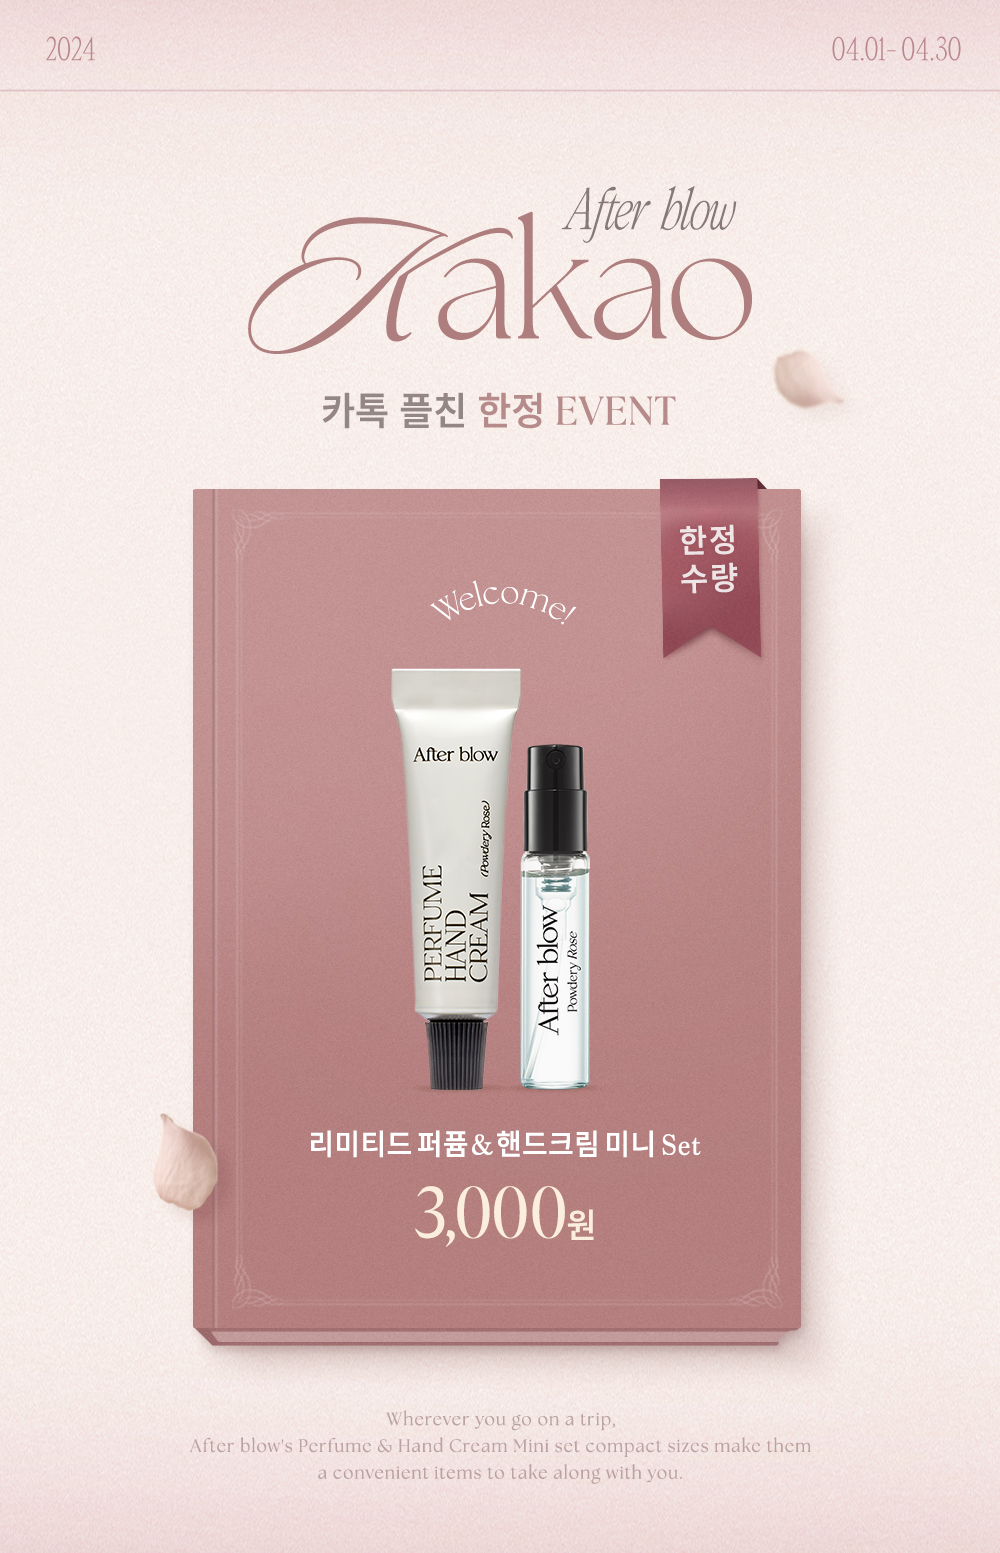 2024
04.01- 04.30
After blow
Kakao
카톡 플친 한정 EVENT
한정
수량
Welcome!
After blow
(Powdery Rose)
PERFUME
HAND
CREAM
After blow
Powdery Rose
리미티드 퍼퓸 & 핸드크림 미니 Set
3,000원
Wherever you go on a trip,
After blow's Perfume & Hand Cream Mini set compact sizes make them
a convenient items to take along with you.